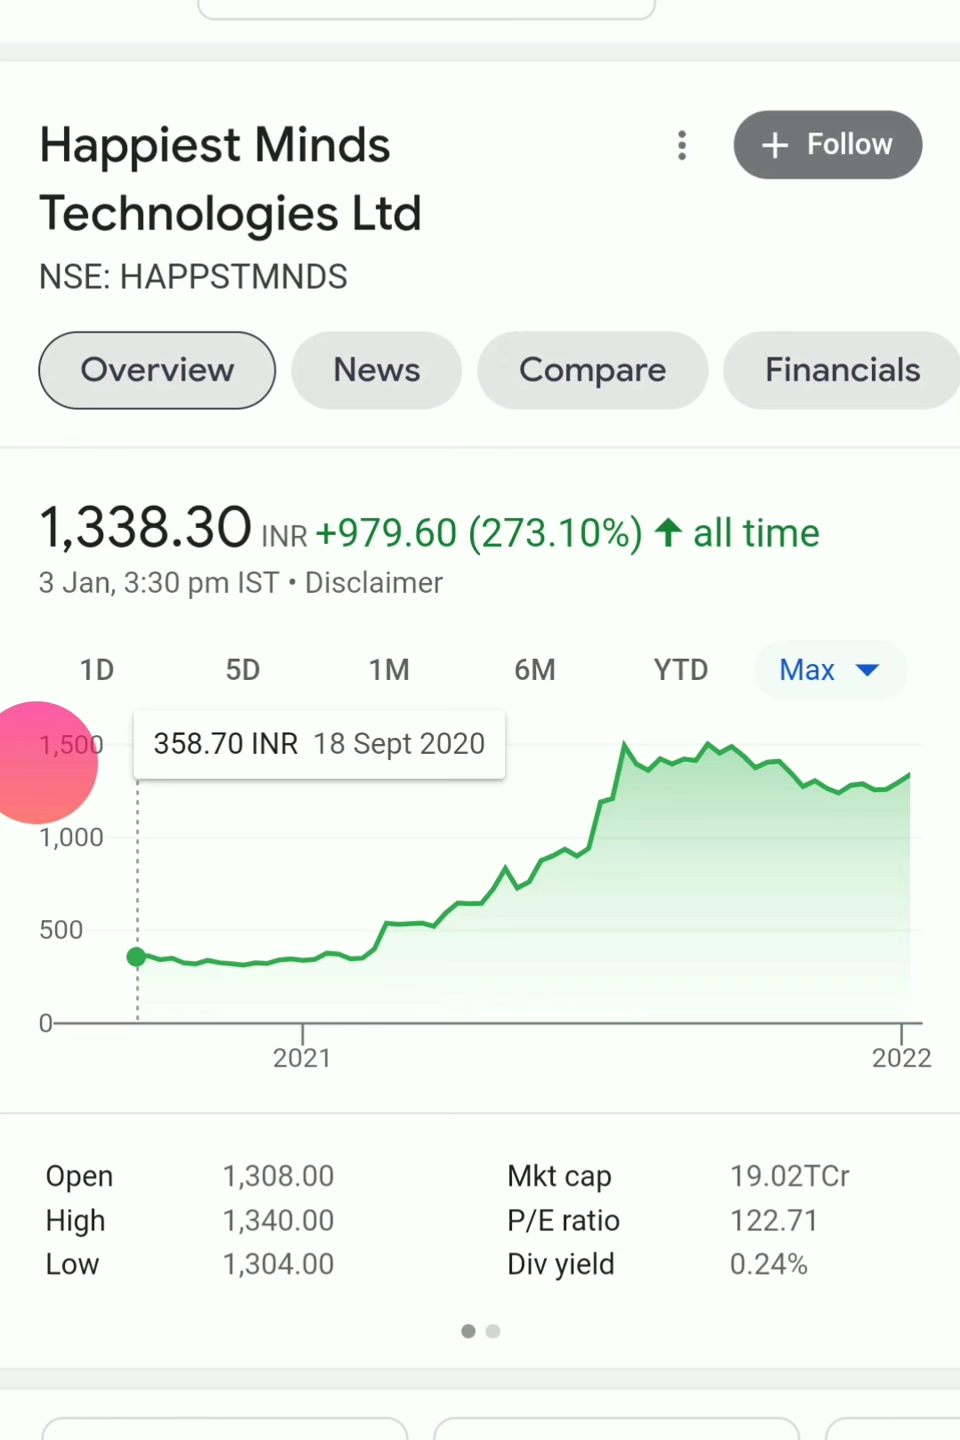 Happiest Minds
Technologies Ltd
+ Follow
NSE: HAPPSTMNDS
Overview News Compare Financials
1,338.30 INR +979.60 (273.10%) ↑ all time
3 Jan, 3:30 pm IST • Disclaimer
1D 5D 1M 6M YTD Max
358.70 INR 18 Sept 2020
1,500
1,000
500
0
2021 2022
Open 1,308.00 Mkt cap 19.02TCr
High 1,340.00 P/E ratio 122.71
Low 1,304.00 Div yield 0.24%